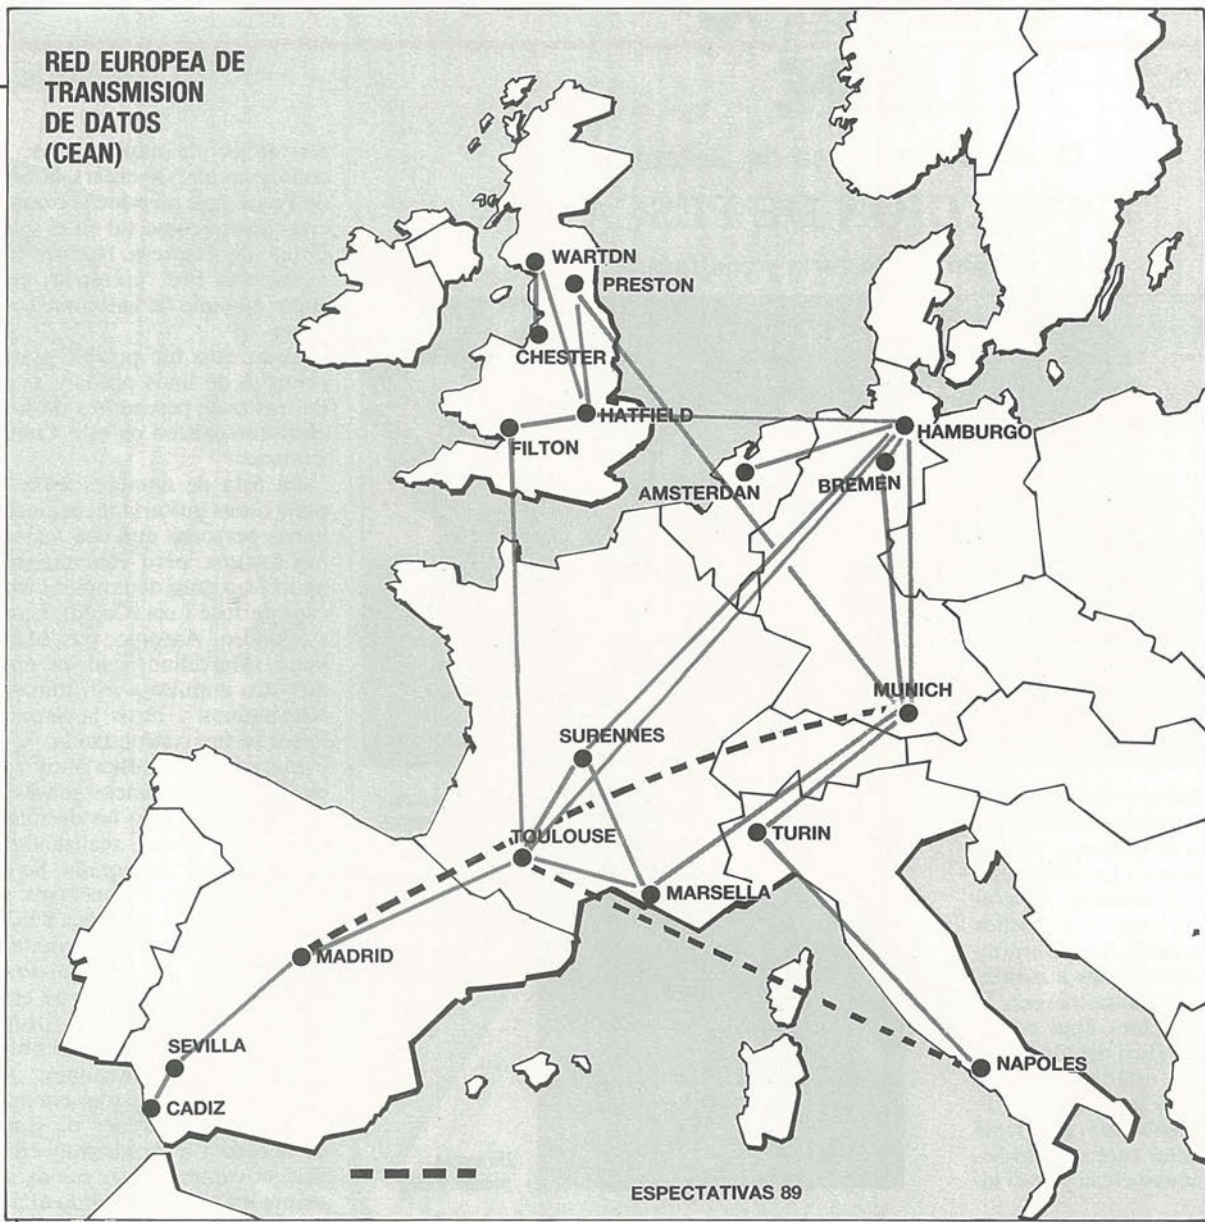 RED EUROPEA DE
TRANSMISION
DE DATOS
(CEAN)
WARTDN
PRESTON
CHESTER
HATFIELD
FILTON
HAMBURGO
AMSTERDAN
BREMEN
MUNICH
SURENNES
TOULOUSE
TURIN
MARSELLA
MADRID
SEVILLA
NAPOLES
CADIZ
ESPECTATIVAS 89